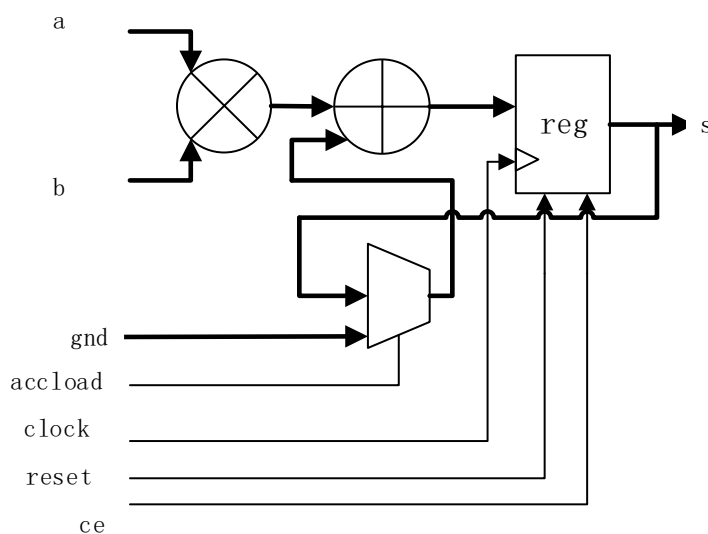 a
reg
s
b
gnd
accload
clock
reset
ce